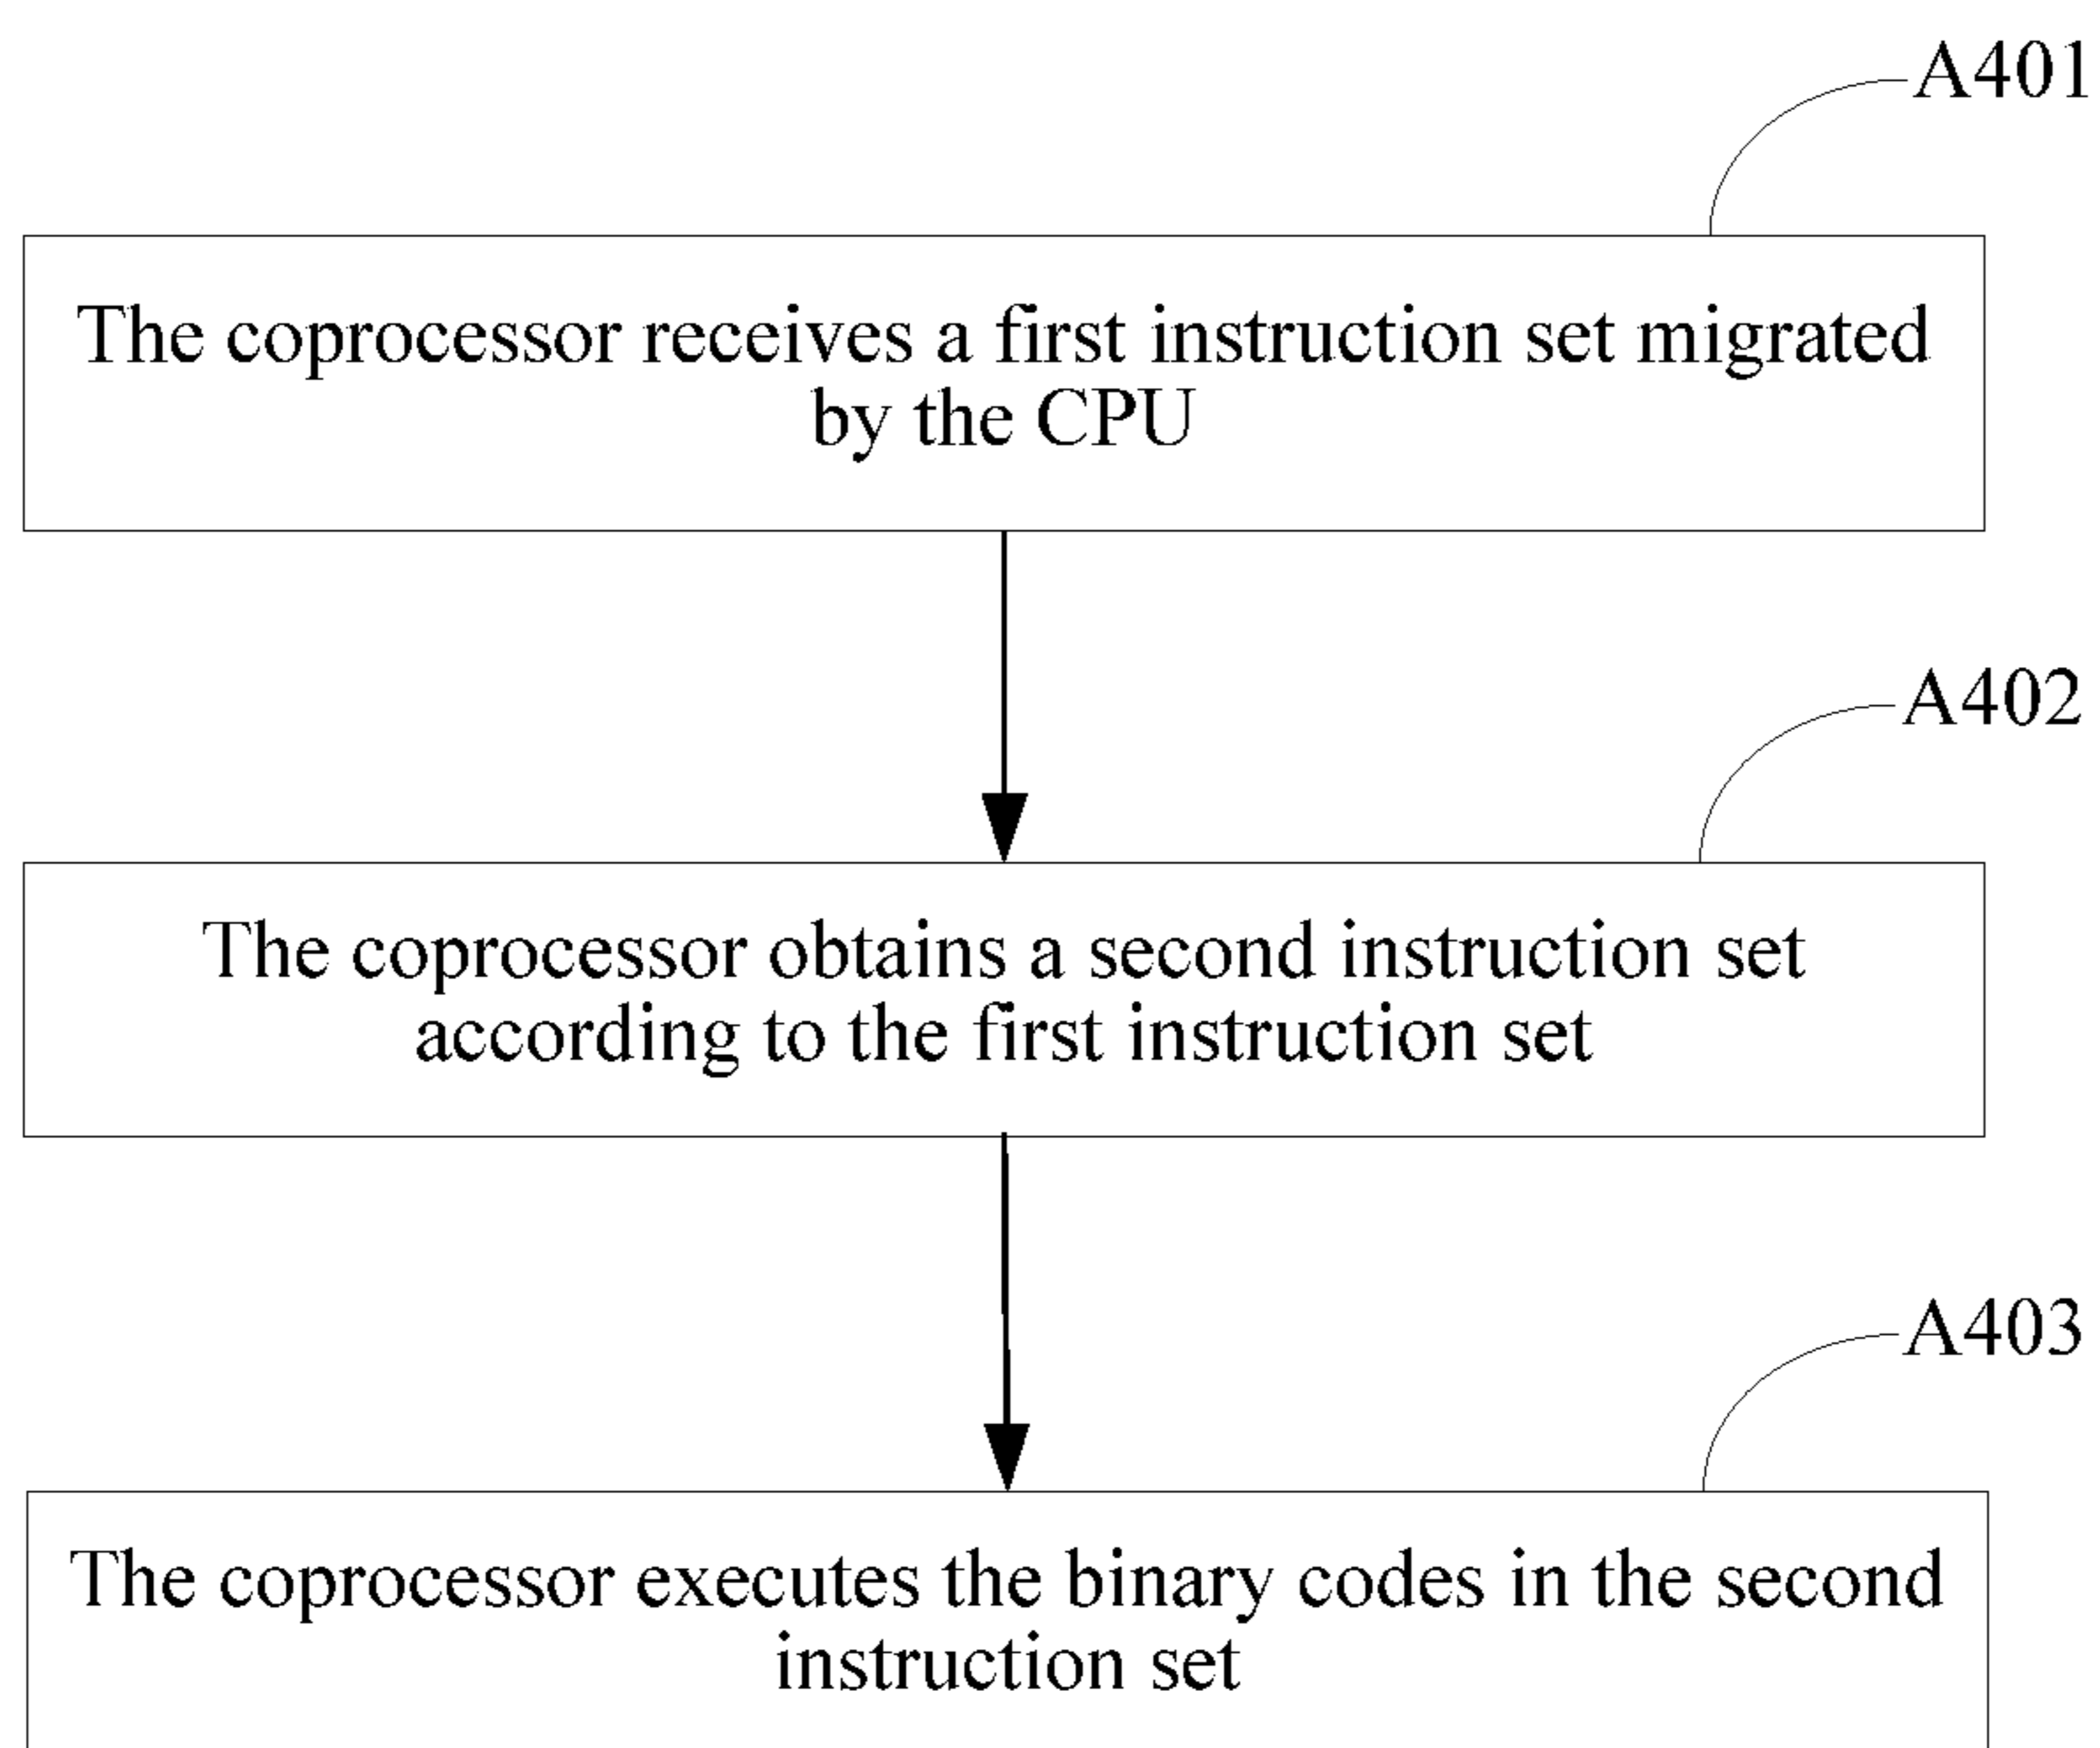 A401
The coprocessor receives a first instruction set migrated
by the CPU
A402
The coprocessor obtains a second instruction set
according to the first instruction set
A403
The coprocessor executes the binary codes in the second
instruction set